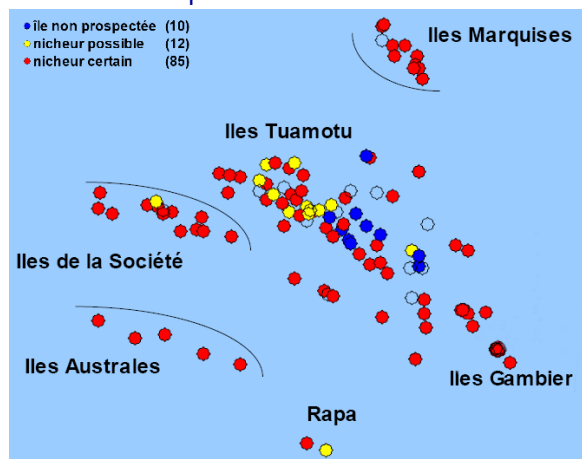 île non prospectée (10)
nicheur possible (12)
nicheur certain (85)
Iles Marquises
Iles Tuamotu
Iles de la Société
Iles Australes
Iles Gambier
Rapa